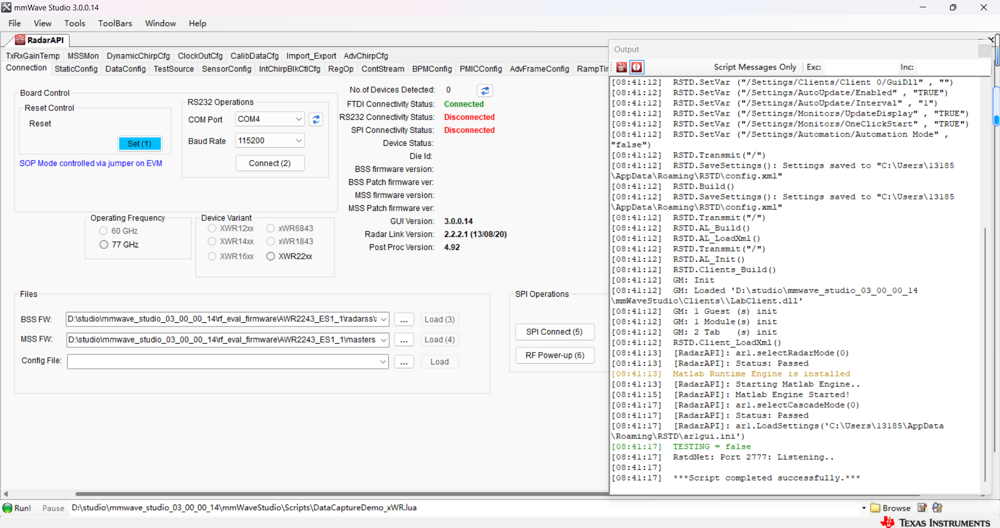 mmWave Studio 3.0.0.14
File View Tools ToolBars Window Help
RadarAPI
TxRxGainTemp MSSMon DynamicChirpCfg ClockOutCfg CalibDataCfg Import_Export AdvChirpCfg
Connection StaticConfig DataConfig TestSource SensorConfig IntChirpBlkCtlCfg RegOp ContStream BPMConfig PMICConfig AdvFrameConfig RampTir
Board Control
Reset Control
Reset
Set (1)
SOP Mode controlled via jumper on EVM
RS232 Operations
COM Port COM4
Baud Rate 115200
Connect (2)
No.of Devices Detected: 0
FTDI Connectivity Status: Connected
RS232 Connectivity Status: Disconnected
SPI Connectivity Status: Disconnected
Device Status:
Die Id:
BSS firmware version:
BSS Patch firmware ver:
MSS firmware version:
MSS Patch firmware ver:
GUI Version: 3.0.0.14
Radar Link Version: 2.2.2.1 (13/08/20)
Post Proc Version: 4.92
Operating Frequency
60 GHz
77 GHz
Device Variant
XWR12xx xWR6843
XWR14xx xWR1843
XWR16xx XWR22xx
Files
BSS FW: D:\studio\mmwave_studio_03_00_00_14\rf_eval_firmware\AWR2243_ES1_1\radarss\ ... Load (3)
MSS FW: D:\studio\mmwave_studio_03_00_00_14\rf_eval_firmware\AWR2243_ES1_1\masters ... Load (4)
Config File: ... Load
SPI Operations
SPI Connect (5)
RF Power-up (6)
Output
Script Messages Only Exc: Inc:
[08:41:12] RSTD.SetVar ("/Settings/Clients/Client 0/GuiDll" , "")
[08:41:12] RSTD.SetVar ("/Settings/AutoUpdate/Enabled" , "TRUE")
[08:41:12] RSTD.SetVar ("/Settings/AutoUpdate/Interval" , "1")
[08:41:12] RSTD.SetVar ("/Settings/Monitors/UpdateDisplay" , "TRUE")
[08:41:12] RSTD.SetVar ("/Settings/Monitors/OneClickStart" , "TRUE")
[08:41:12] RSTD.SetVar ("/Settings/Automation/Automation Mode" ,
"false")
[08:41:12] RSTD.Transmit("/")
[08:41:12] RSTD.SaveSettings(): Settings saved to "C:\Users\13185
\AppData\Roaming\RSTD\config.xml"
[08:41:12] RSTD.Build()
[08:41:12] RSTD.SaveSettings(): Settings saved to "C:\Users\13185
\AppData\Roaming\RSTD\config.xml"
[08:41:12] RSTD.Transmit("/")
[08:41:12] RSTD.AL_Build()
[08:41:12] RSTD.AL_LoadXml()
[08:41:12] RSTD.Transmit("/")
[08:41:12] RSTD.AL_Init()
[08:41:12] RSTD.Clients_Build()
[08:41:12] GM: Init
[08:41:12] GM: Loaded 'D:\studio\mmwave_studio_03_00_00_14
\mmWaveStudio\Clients\\LabClient.dll'
[08:41:12] GM: 1 Guest (s) init
[08:41:12] GM: 1 Module(s) init
[08:41:12] GM: 2 Tab (s) init
[08:41:12] RSTD.Client_LoadXml()
[08:41:13] [RadarAPI]: ar1.selectRadarMode(0)
[08:41:13] [RadarAPI]: Status: Passed
[08:41:13] Matlab Runtime Engine is installed
[08:41:13] [RadarAPI]: Starting Matlab Engine..
[08:41:15] [RadarAPI]: Matlab Engine Started!
[08:41:17] [RadarAPI]: ar1.selectCascadeMode(0)
[08:41:17] [RadarAPI]: Status: Passed
[08:41:17] [RadarAPI]: ar1.LoadSettings('C:\Users\13185\AppData
\Roaming\RSTD\ar1gui.ini')
[08:41:17] TESTING = false
[08:41:17] RstdNet: Port 2777: Listening..
[08:41:17]
[08:41:17] ***Script completed successfully.***
Run! Pause D:\studio\mmwave_studio_03_00_00_14\mmWaveStudio\Scripts\DataCaptureDemo_xWR.lua Browse
TEXAS INSTRUMENTS